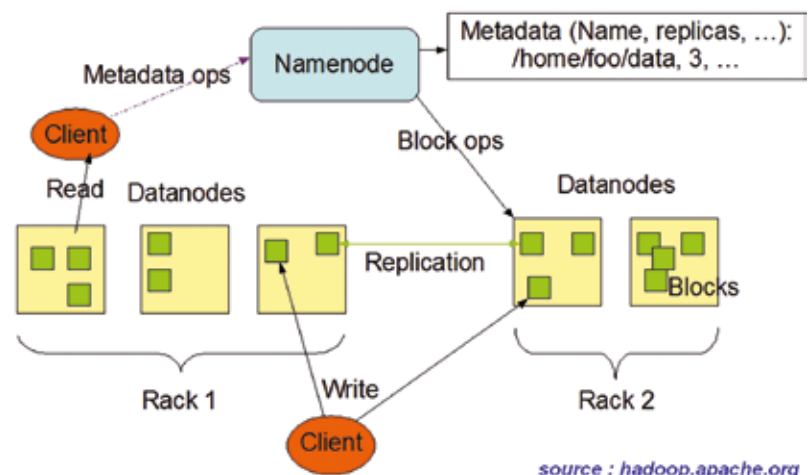 Metadata (Name, replicas, …):
/home/foo/data, 3, …
Namenode
Metadata ops
Client
Block ops
Read
Datanodes
Datanodes
Replication
Blocks
Rack 1
Write
Rack 2
Client
source : hadoop.apache.org